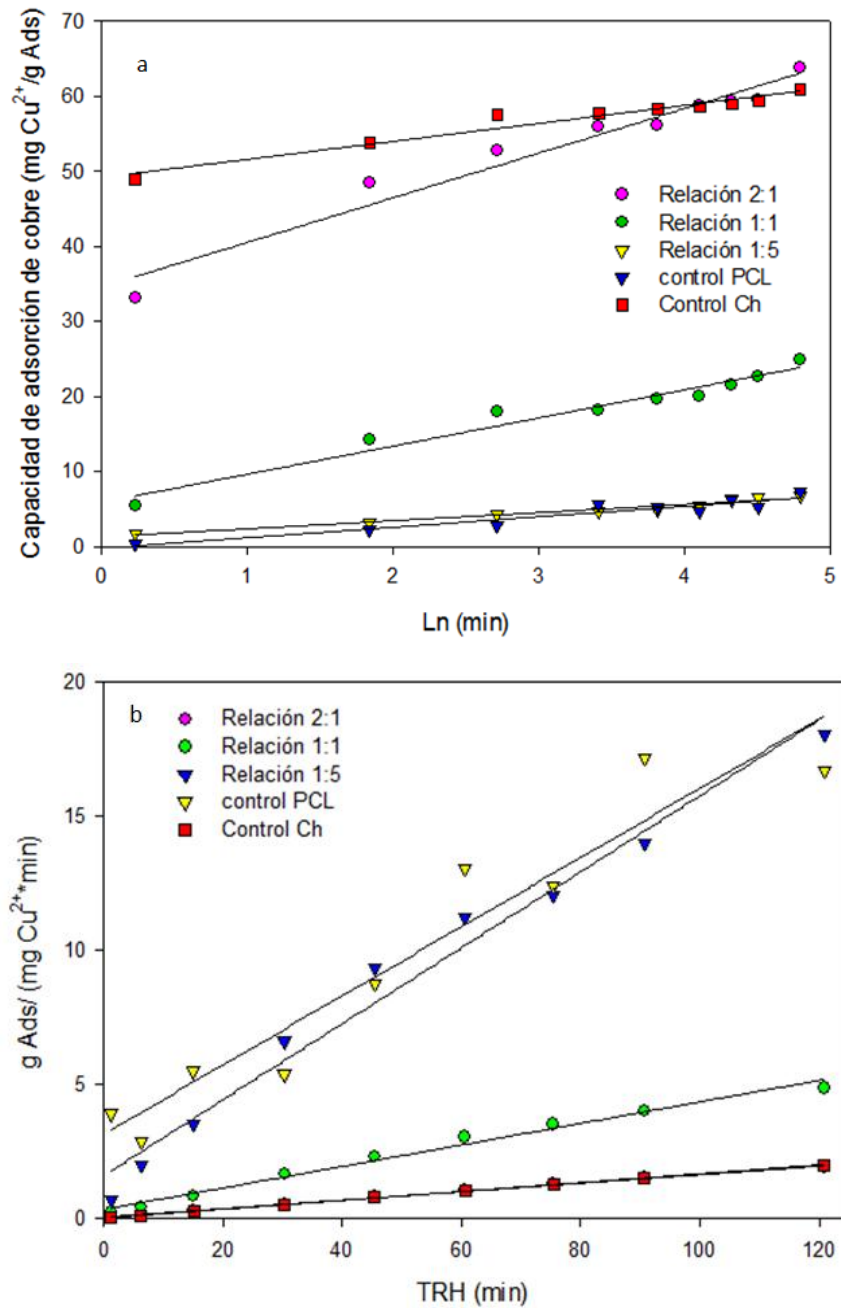 a
Capacidad de adsorción de cobre (mg Cu²⁺/g Ads)
70
60
50
40
30
20
10
0
Relación 2:1
Relación 1:1
Relación 1:5
control PCL
Control Ch
0 1 2 3 4 5
Ln (min)
b
g Ads/ (mg Cu²⁺*min)
20
15
10
5
0
Relación 2:1
Relación 1:1
Relación 1:5
control PCL
Control Ch
0 20 40 60 80 100 120
TRH (min)